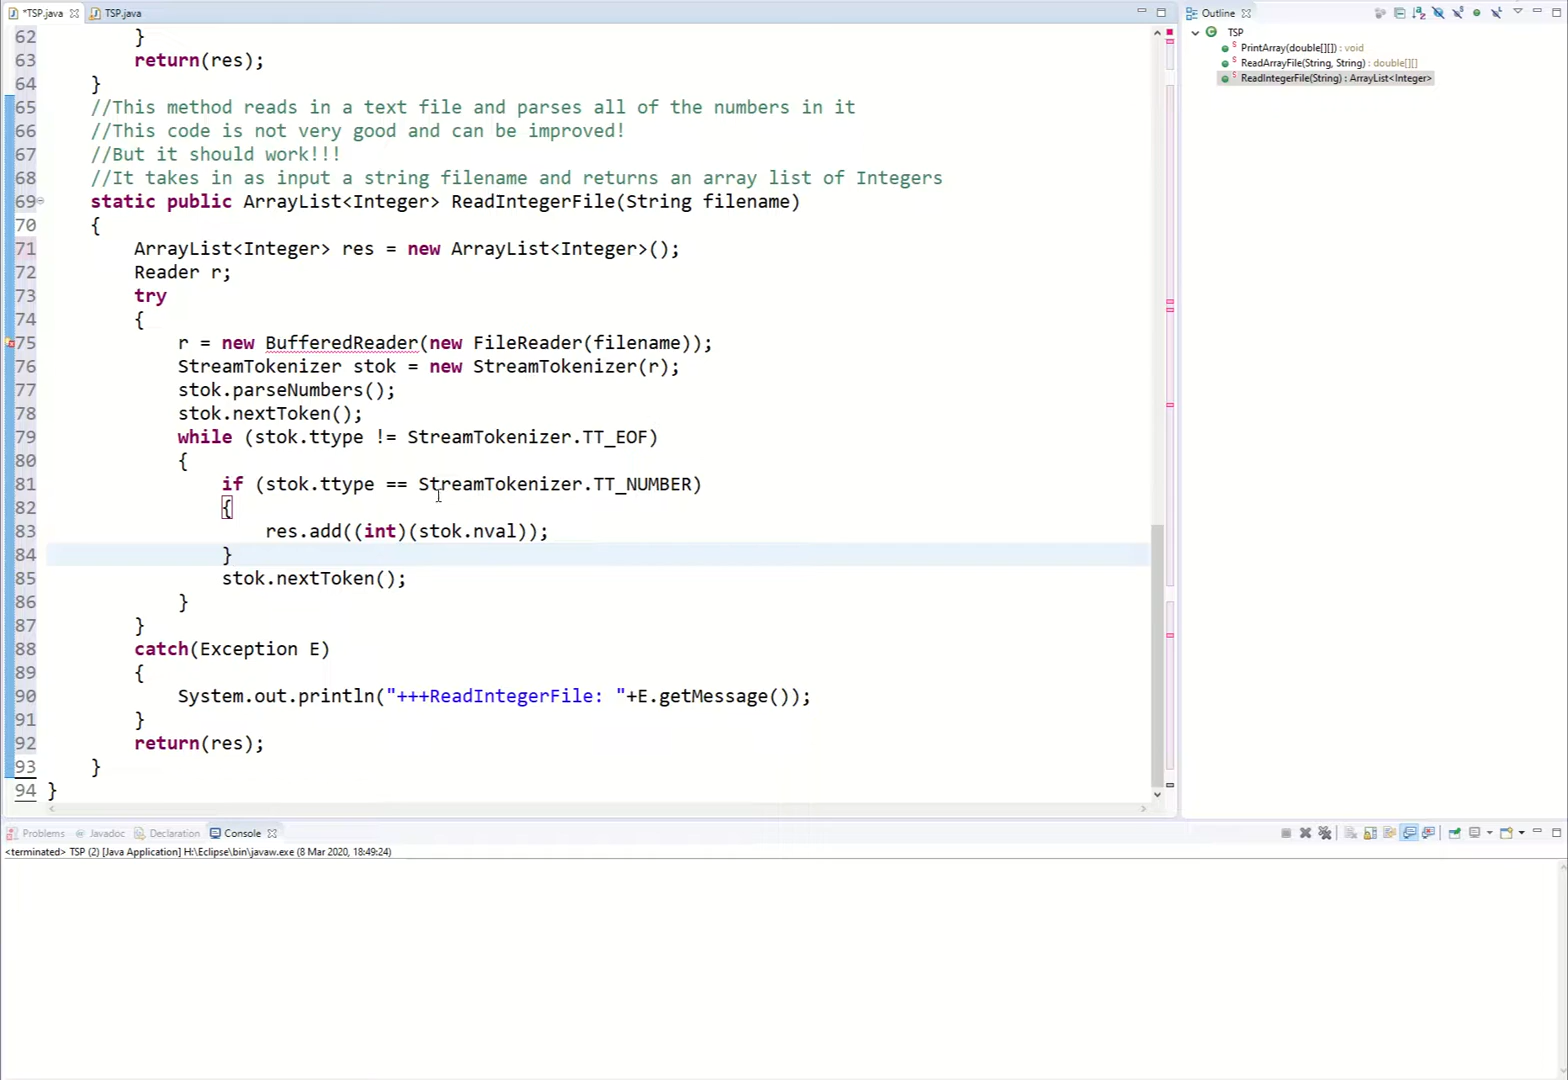 *TSP.java TSP.java
62 }
63 return(res);
64 }
65 //This method reads in a text file and parses all of the numbers in it
66 //This code is not very good and can be improved!
67 //But it should work!!!
68 //It takes in as input a string filename and returns an array list of Integers
69 static public ArrayList<Integer> ReadIntegerFile(String filename)
70 {
71 ArrayList<Integer> res = new ArrayList<Integer>();
72 Reader r;
73 try
74 {
75 r = new BufferedReader(new FileReader(filename));
76 StreamTokenizer stok = new StreamTokenizer(r);
77 stok.parseNumbers();
78 stok.nextToken();
79 while (stok.ttype != StreamTokenizer.TT_EOF)
80 {
81 if (stok.ttype == StreamTokenizer.TT_NUMBER)
82 {
83 res.add((int)(stok.nval));
84 }
85 stok.nextToken();
86 }
87 }
88 catch(Exception E)
89 {
90 System.out.println("+++ReadIntegerFile: "+E.getMessage());
91 }
92 return(res);
93 }
94 }
Outline
TSP
PrintArray(double[][]) : void
ReadArrayFile(String, String) : double[][]
ReadIntegerFile(String) : ArrayList<Integer>
Problems Javadoc Declaration Console
<terminated> TSP (2) [Java Application] H:\Eclipse\bin\javaw.exe (8 Mar 2020, 18:49:24)